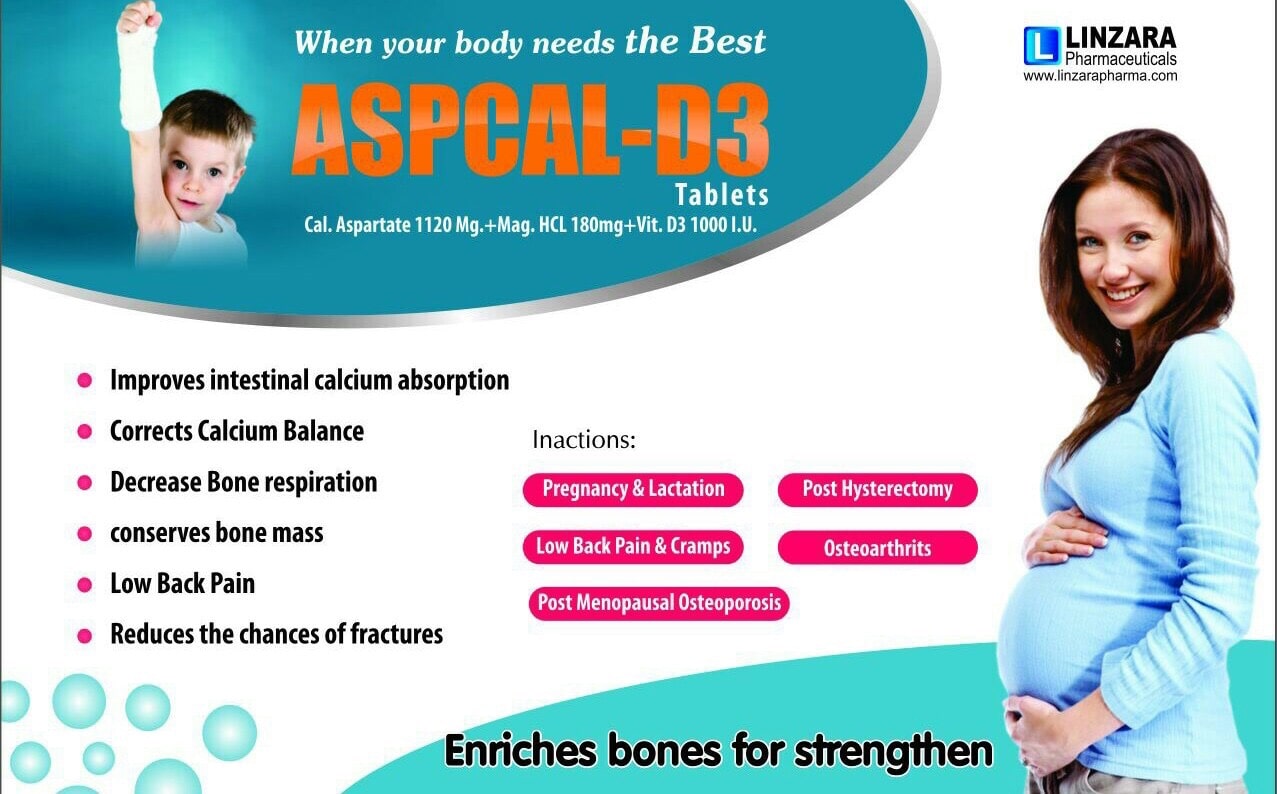 When your body needs the Best
ASPCAL-D3
Tablets
Cal. Aspartate 1120 Mg.+Mag. HCL 180mg+Vit. D3 1000 I.U.
L LINZARA
Pharmaceuticals
www.linzarapharma.com
Improves intestinal calcium absorption
Corrects Calcium Balance
Decrease Bone respiration
conserves bone mass
Low Back Pain
Reduces the chances of fractures
Inactions:
Pregnancy & Lactation
Post Hysterectomy
Low Back Pain & Cramps
Osteoarthrits
Post Menopausal Osteoporosis
Enriches bones for strengthen